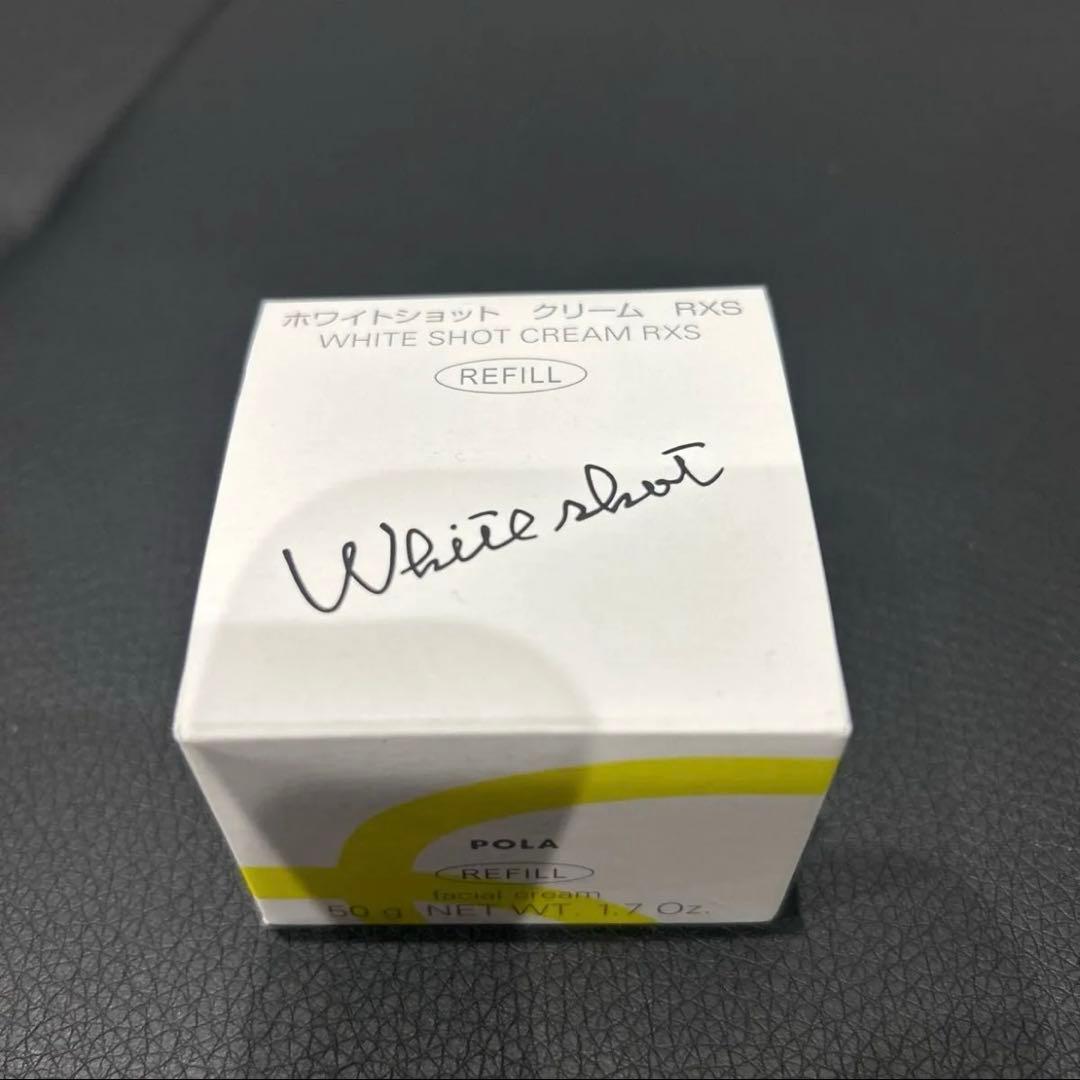 ホワイトショット クリーム RXS
WHITE SHOT CREAM RXS
REFILL
White shot
POLA
REFILL
facial cream
50 g NET WT. 1.7 Oz.